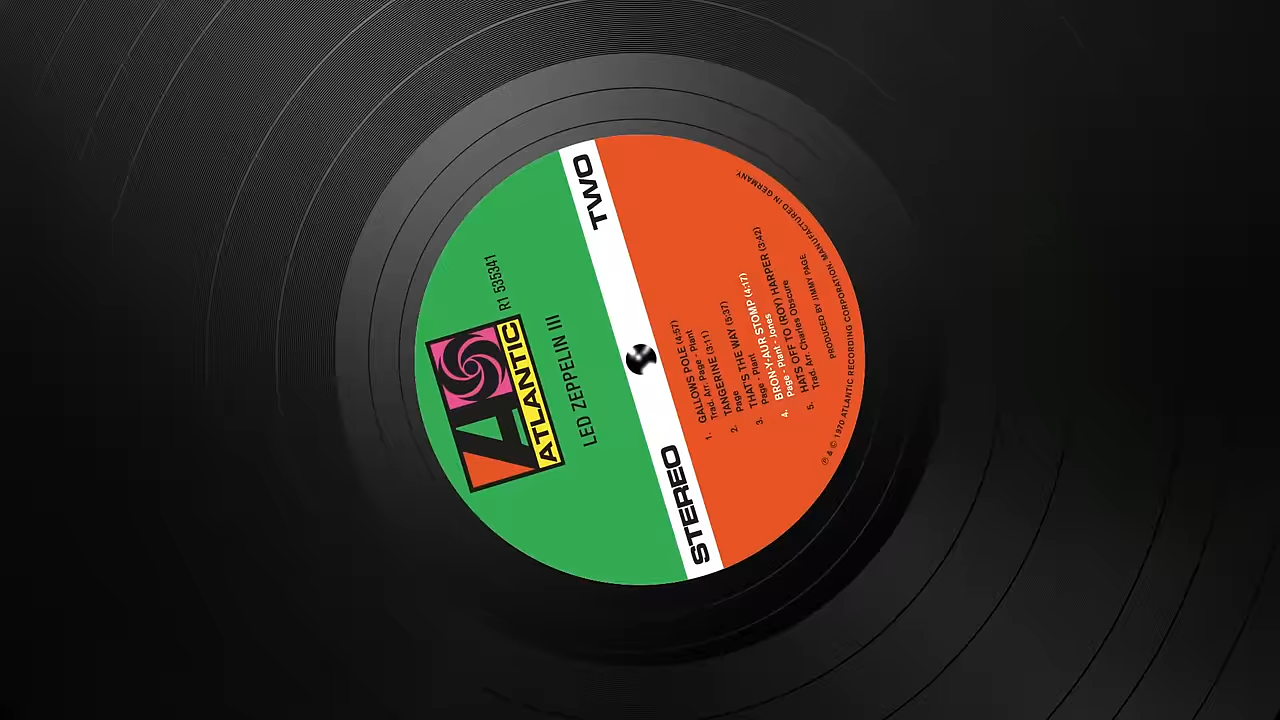 ATLANTIC
R1 535341
LED ZEPPELIN III
STEREO
TWO
1. GALLOWS POLE (4:57)
Trad. Arr. Page - Plant
2. TANGERINE (3:11)
Page
3. THAT'S THE WAY (5:37)
Page - Plant
4. BRON-Y-AUR STOMP (4:17)
Page - Plant - Jones
5. HATS OFF TO (ROY) HARPER (3:42)
Trad. Arr. Charles Obscure
PRODUCED BY JIMMY PAGE
℗ & © 1970 ATLANTIC RECORDING CORPORATION, MANUFACTURED IN GERMANY